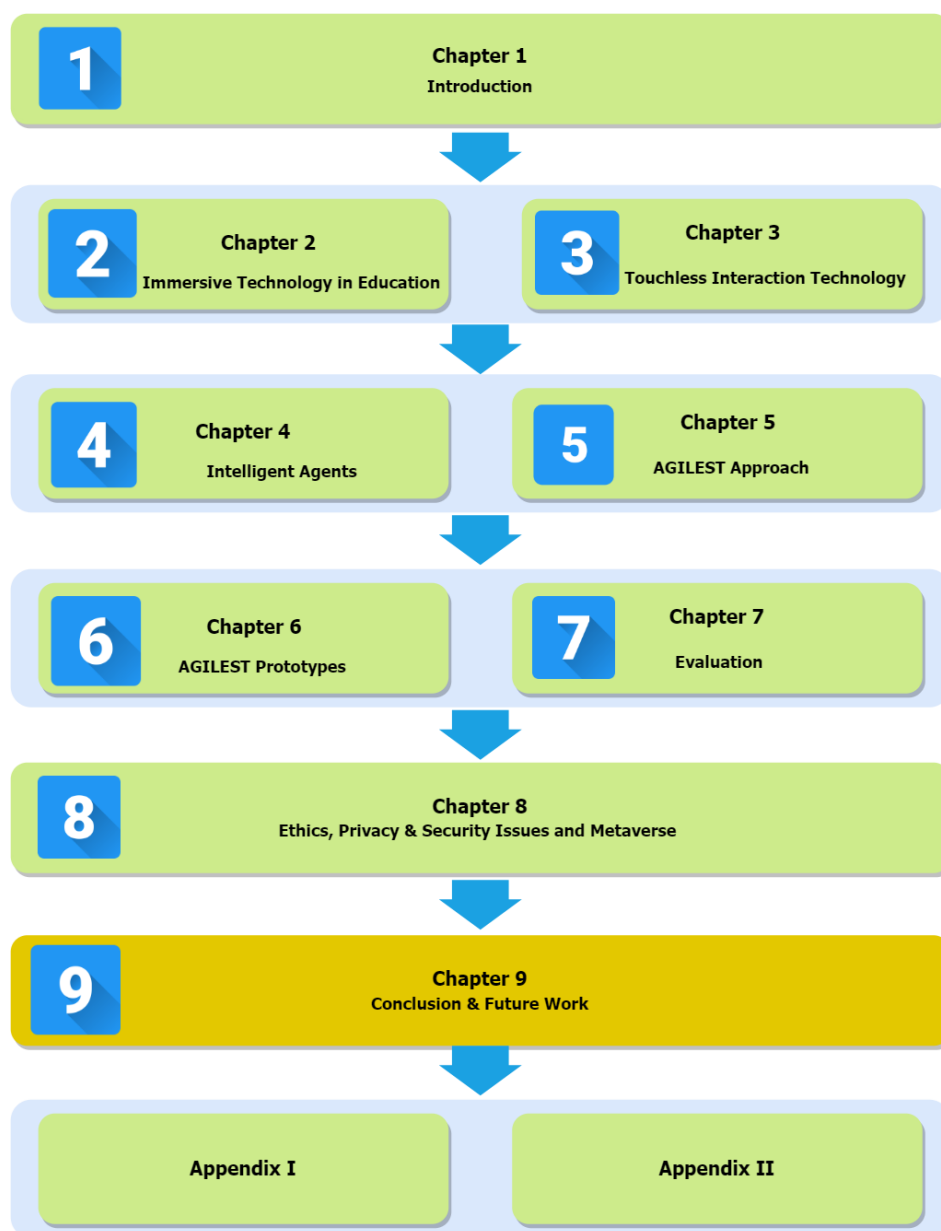 1
Chapter 1
Introduction
2
Chapter 2
Immersive Technology in Education
3
Chapter 3
Touchless Interaction Technology
4
Chapter 4
Intelligent Agents
5
Chapter 5
AGILEST Approach
6
Chapter 6
AGILEST Prototypes
7
Chapter 7
Evaluation
8
Chapter 8
Ethics, Privacy & Security Issues and Metaverse
9
Chapter 9
Conclusion & Future Work
Appendix I
Appendix II